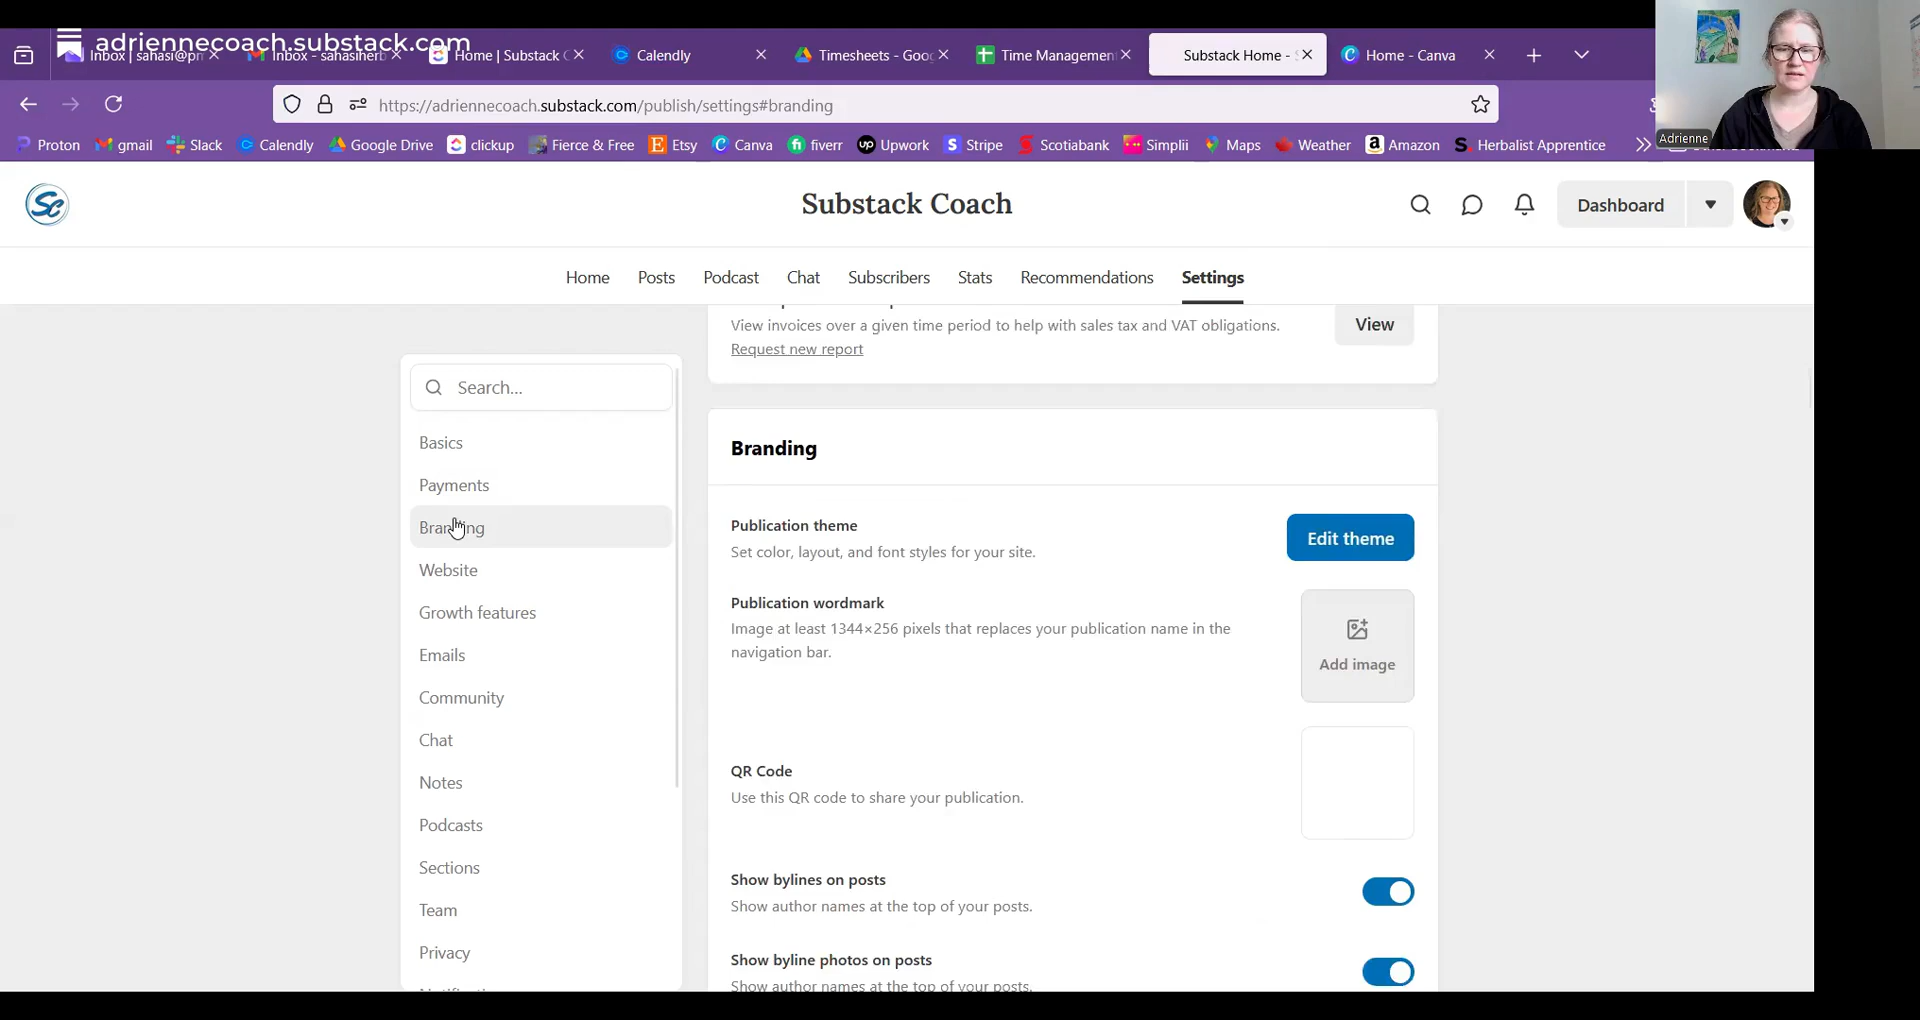 adriennecoach.substack.com
Inbox | sahasi@pr
Inbox - sahasiherb
Home | Substack C
Calendly
Timesheets - Goog
Time Management
Substack Home -
Home - Canva
https://adriennecoach.substack.com/publish/settings#branding
Adrienne
Proton
gmail
Slack
Calendly
Google Drive
clickup
Fierce & Free
Etsy
Canva
fiverr
Upwork
Stripe
Scotiabank
Simplii
Maps
Weather
Amazon
Herbalist Apprentice
Sc
Substack Coach
Dashboard
Home
Posts
Podcast
Chat
Subscribers
Stats
Recommendations
Settings
View invoices over a given time period to help with sales tax and VAT obligations.
Request new report
View
Search...
Basics
Payments
Branding
Website
Growth features
Emails
Community
Chat
Notes
Podcasts
Sections
Team
Privacy
Branding
Publication theme
Set color, layout, and font styles for your site.
Edit theme
Publication wordmark
Image at least 1344×256 pixels that replaces your publication name in the
navigation bar.
Add image
QR Code
Use this QR code to share your publication.
Show bylines on posts
Show author names at the top of your posts.
Show byline photos on posts
Show author names at the top of your posts.